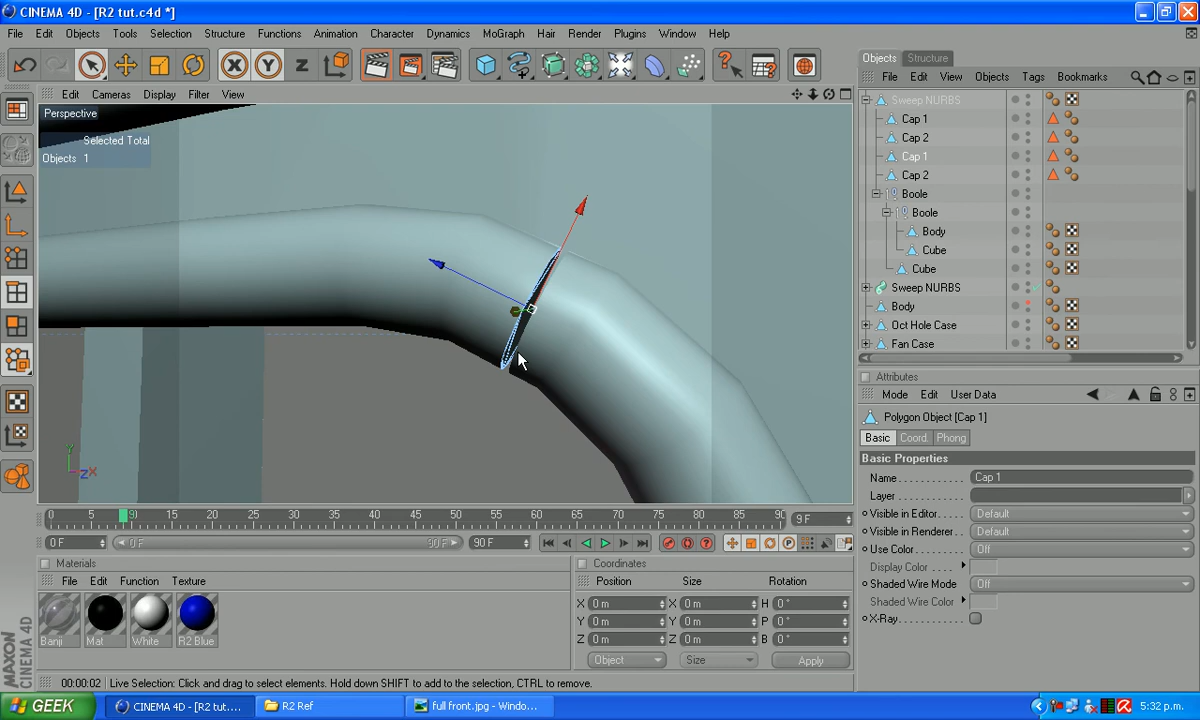 CINEMA 4D - [R2 tut.c4d *]
File Edit Objects Tools Selection Structure Functions Animation Character Dynamics MoGraph Hair Render Plugins Window Help
Edit Cameras Display Filter View
Perspective
Selected Total
Objects 1
Y
Z X
Objects Structure
File Edit View Objects Tags Bookmarks
Sweep NURBS
Cap 1
Cap 2
Cap 1
Cap 2
Boole
Boole
Body
Cube
Cube
Sweep NURBS
Body
Oct Hole Case
Fan Case
Attributes
Mode Edit User Data
Polygon Object [Cap 1]
Basic Coord. Phong
Basic Properties
Name . . . . . . . . . . Cap 1
Layer . . . . . . . . . .
Visible in Editor . . . . Default
Visible in Renderer . . Default
Use Color . . . . . . . . Off
Display Color . . . .
Shaded Wire Mode Off
Shaded Wire Color
X-Ray . . . . . . . . . .
0 5 9 15 20 25 30 35 40 45 50 55 60 65 70 75 80 85 90 9 F
0 F 0 F 90 F 90 F
Materials
File Edit Function Texture
Banji Mat White R2 Blue
Coordinates
Position Size Rotation
X 0 m X 0 m H 0 °
Y 0 m Y 0 m P 0 °
Z 0 m Z 0 m B 0 °
Object Size Apply
MAXON
CINEMA 4D
00:00:02 Live Selection: Click and drag to select elements. Hold down SHIFT to add to the selection, CTRL to remove.
GEEK CINEMA 4D - [R2 tut.... R2 Ref full front.jpg - Windo... 5:32 p.m.